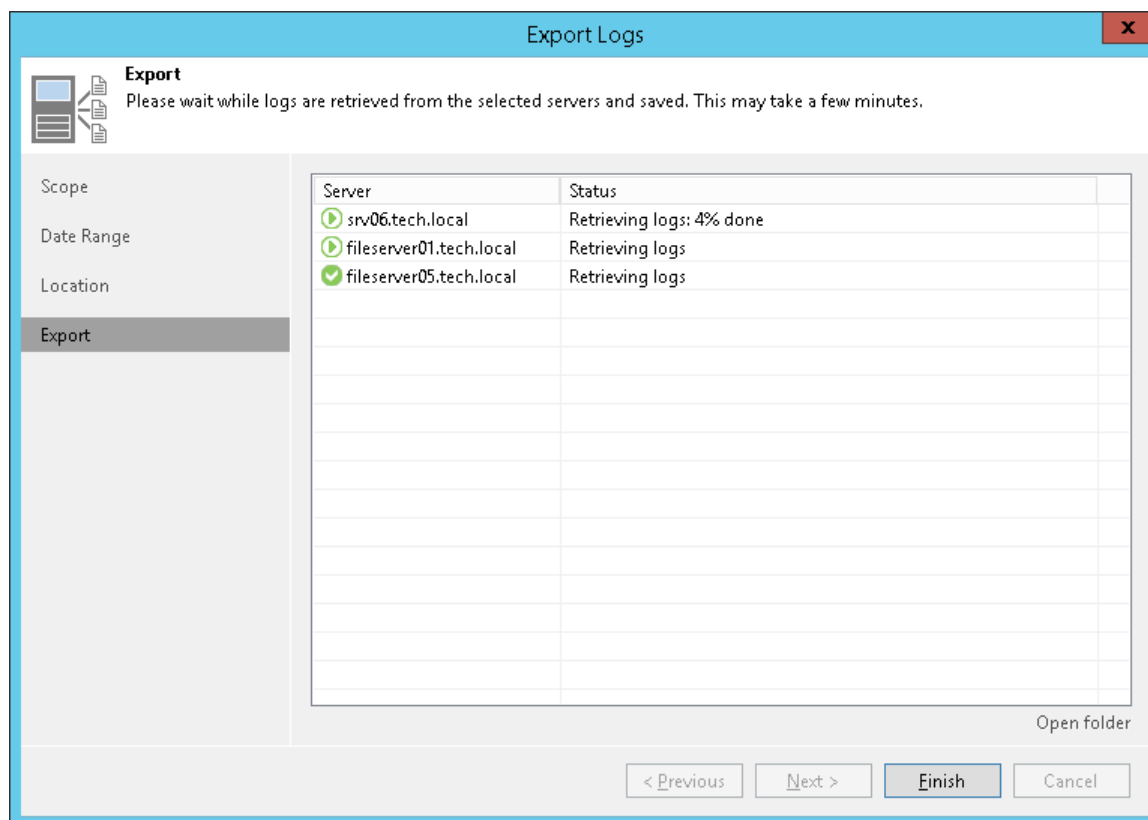 Export Logs
x
Export
Please wait while logs are retrieved from the selected servers and saved. This may take a few minutes.
Scope
Date Range
Location
Export
Server Status
srv06.tech.local Retrieving logs: 4% done
fileserver01.tech.local Retrieving logs
fileserver05.tech.local Retrieving logs
Open folder
< Previous Next > Finish Cancel